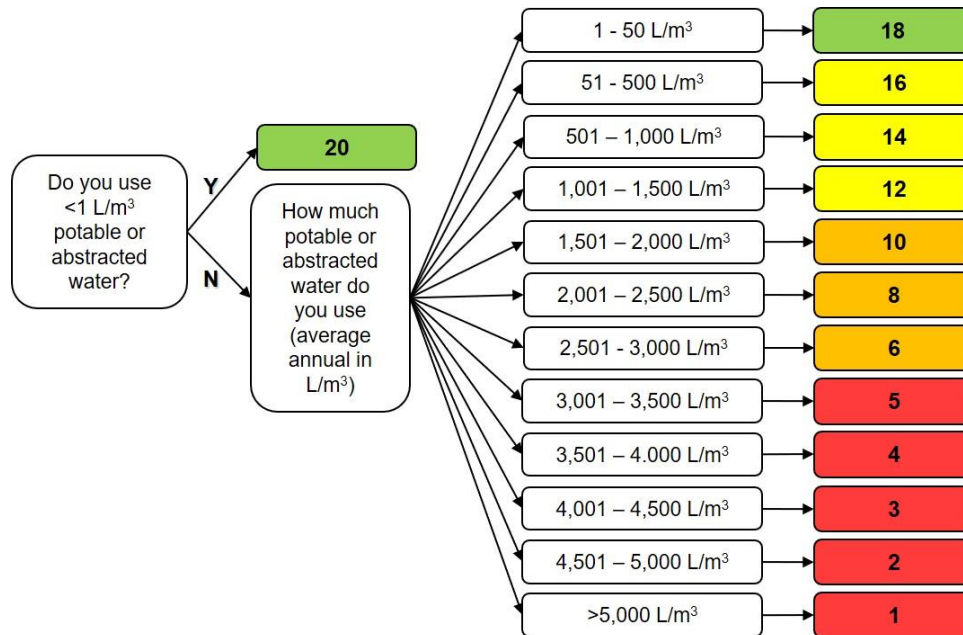 Do you use
<1 L/m³
potable or
abstracted
water?
Y
20
N
How much
potable or
abstracted
water do
you use
(average
annual in
L/m³)
1 - 50 L/m³
18
51 - 500 L/m³
16
501 – 1,000 L/m³
14
1,001 – 1,500 L/m³
12
1,501 – 2,000 L/m³
10
2,001 – 2,500 L/m³
8
2,501 - 3,000 L/m³
6
3,001 – 3,500 L/m³
5
3,501 – 4.000 L/m³
4
4,001 – 4,500 L/m³
3
4,501 – 5,000 L/m³
2
>5,000 L/m³
1